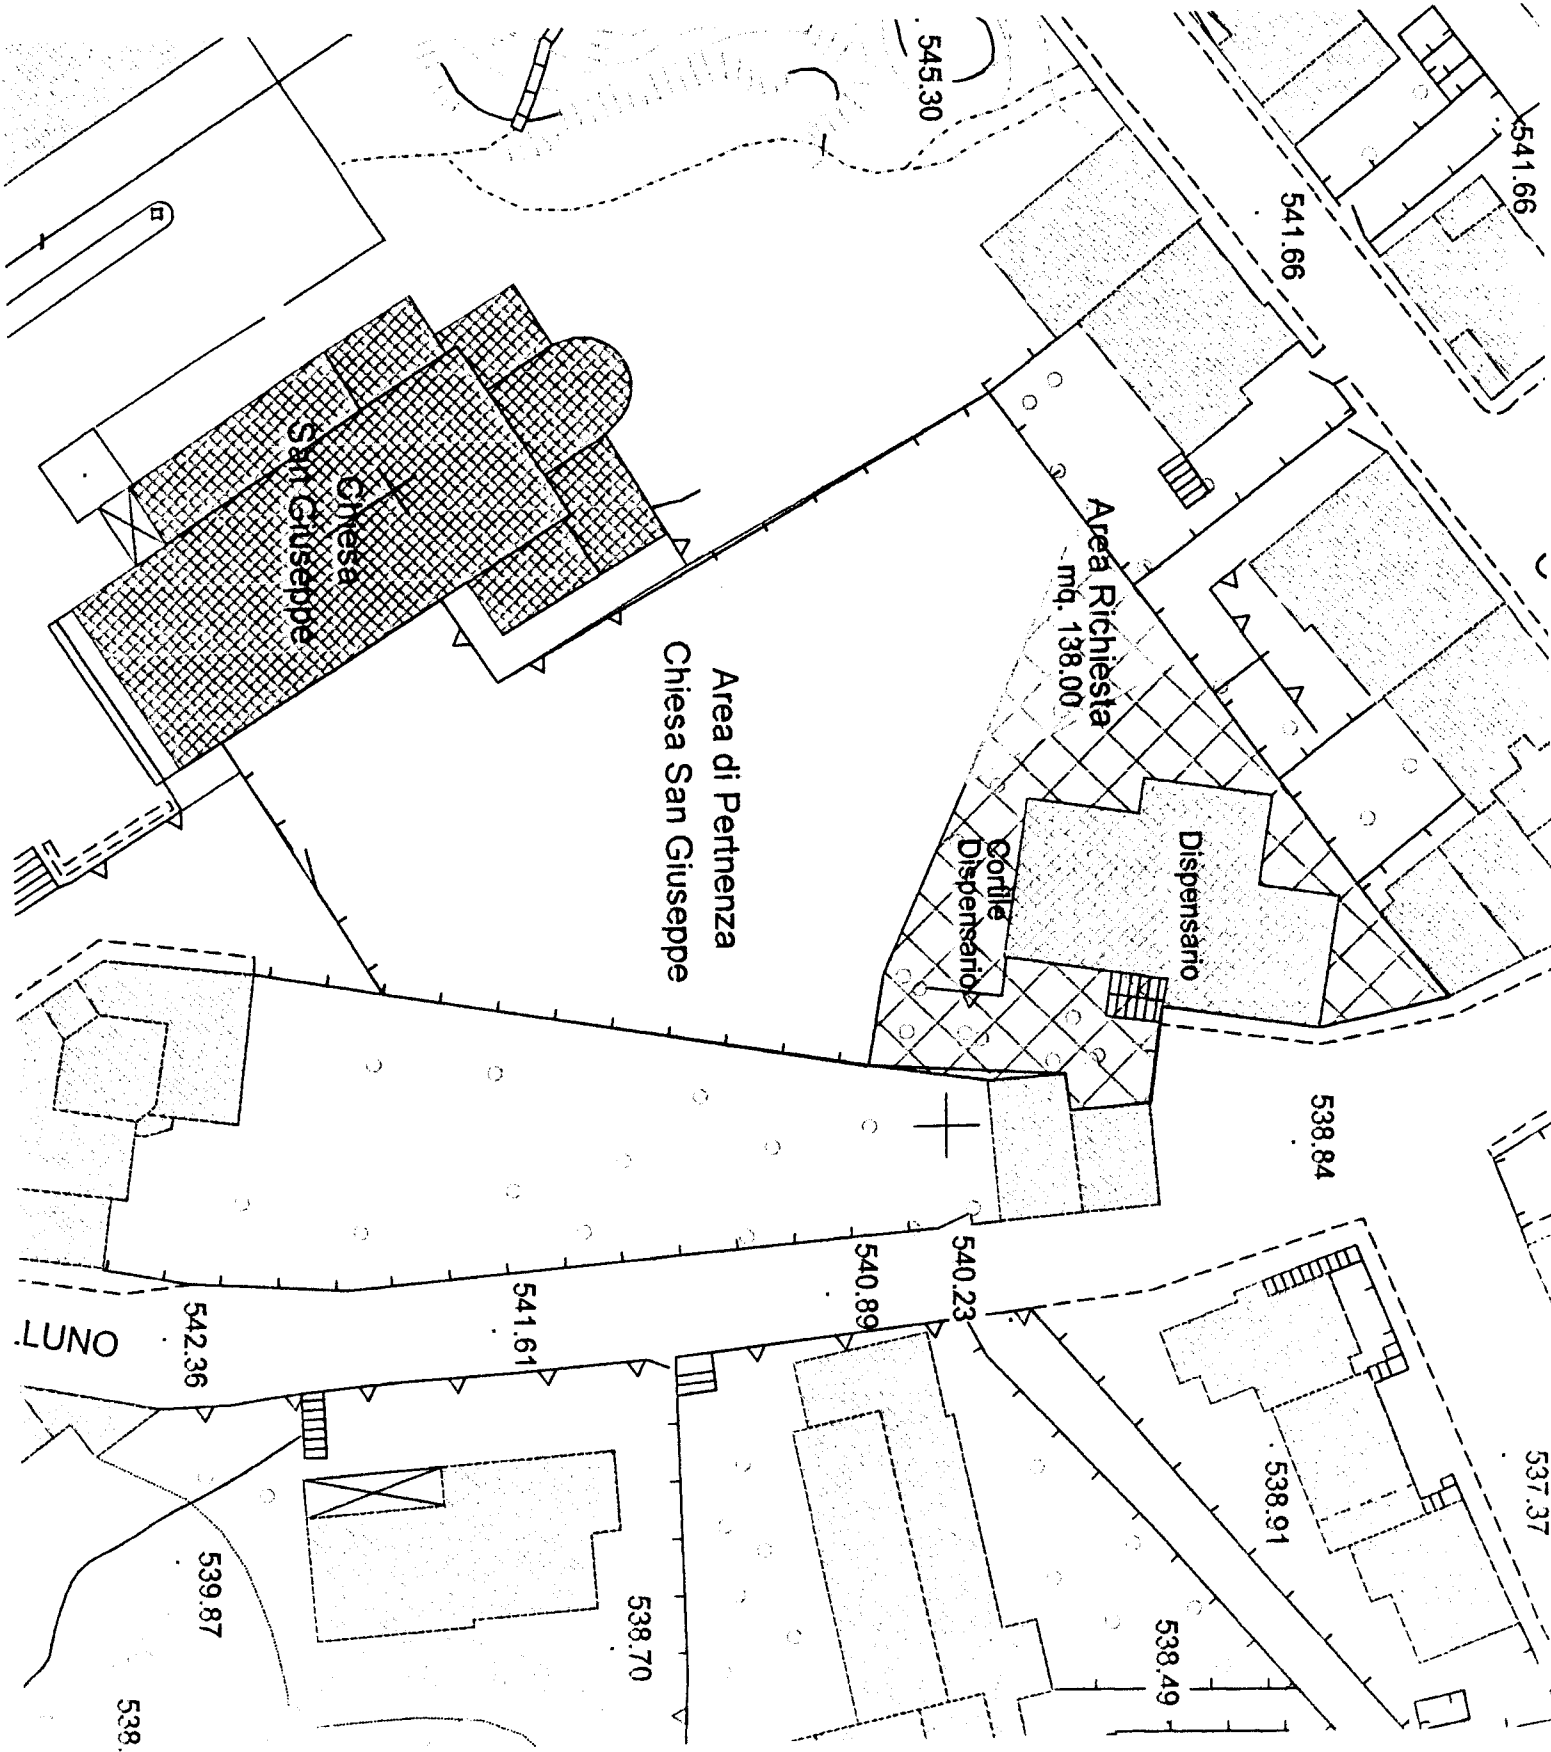 545.30
541.66
541.66
Area Richiesta
mq. 138.00
Chiesa
San Giuseppe
Area di Pertnenza
Chiesa San Giuseppe
Dispensario
Cortile
Dispensario
538.84
540.23
540.89
541.61
542.36
.LUNO
537.37
538.91
538.49
538.70
539.87
538.